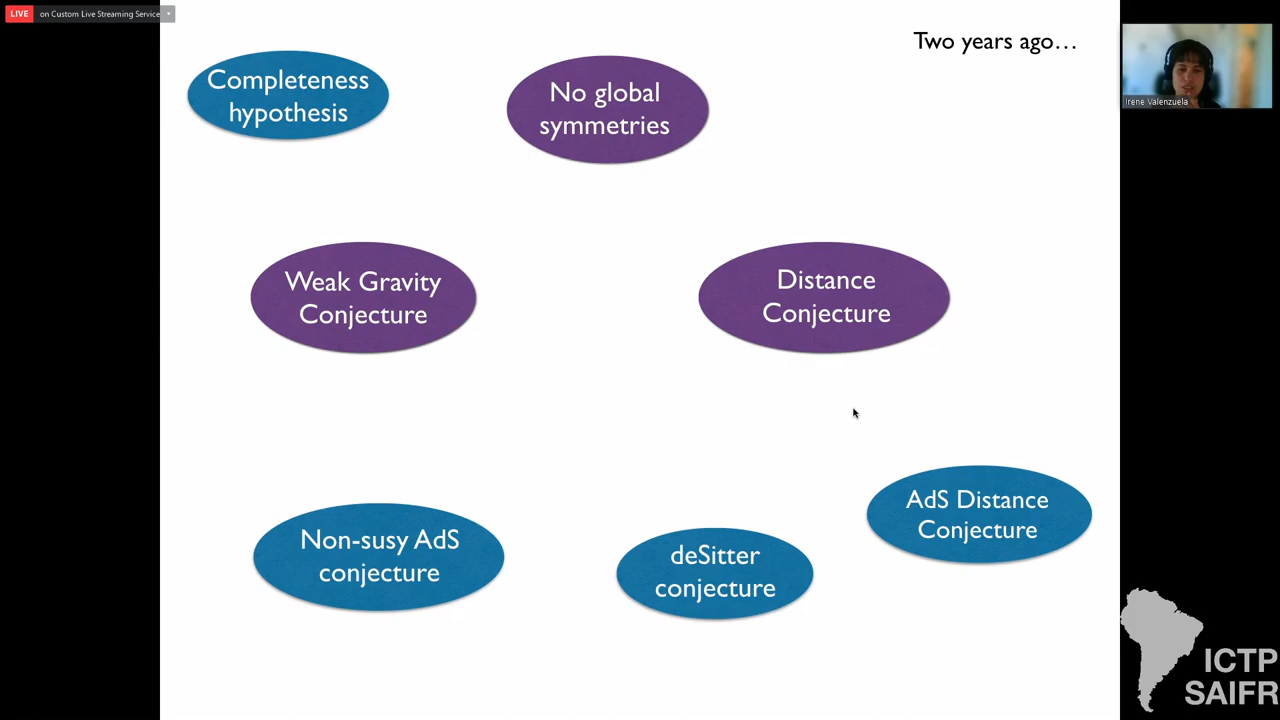 LIVE on Custom Live Streaming Service
Two years ago…
Completeness
hypothesis
No global
symmetries
Irene Valenzuela
Weak Gravity
Conjecture
Distance
Conjecture
Non-susy AdS
conjecture
deSitter
conjecture
AdS Distance
Conjecture
ICTP
SAIFR